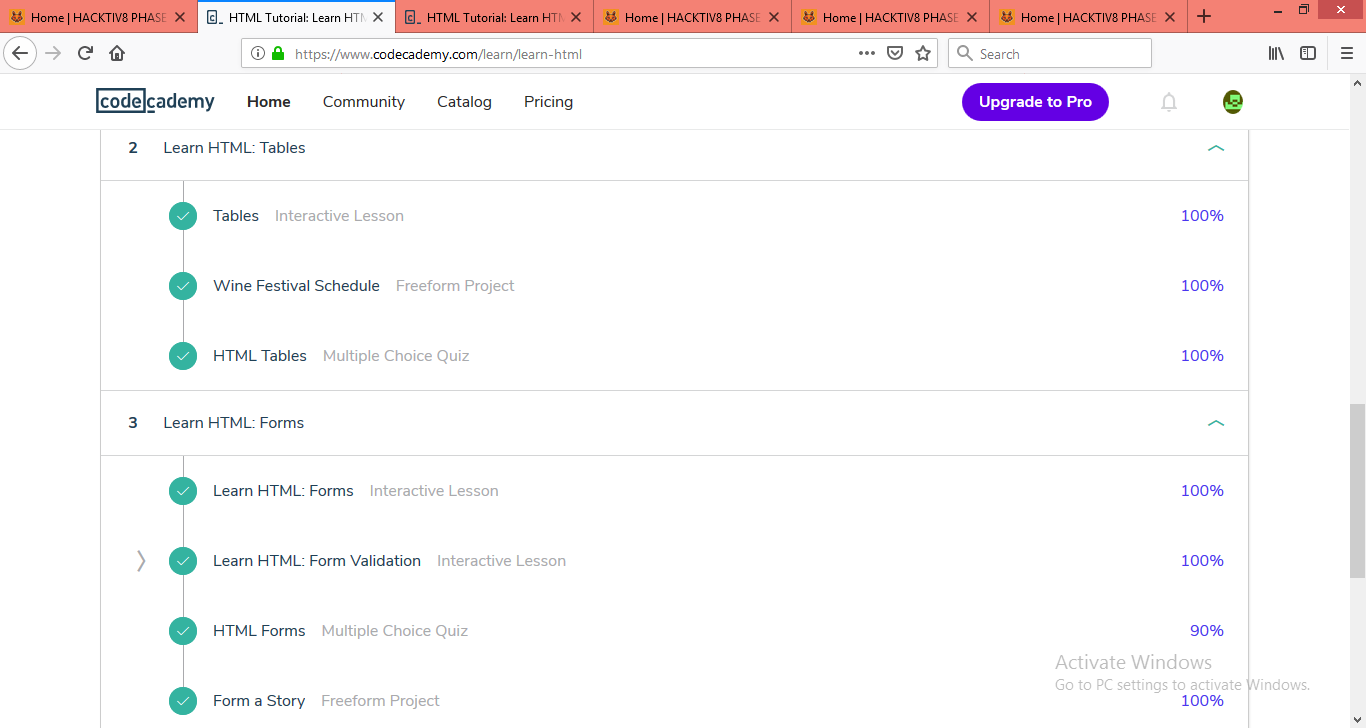 Home | HACKTIV8 PHASE
HTML Tutorial: Learn HTM
HTML Tutorial: Learn HTM
Home | HACKTIV8 PHASE
Home | HACKTIV8 PHASE
Home | HACKTIV8 PHASE
https://www.codecademy.com/learn/learn-html
Search
codecademy Home Community Catalog Pricing Upgrade to Pro
2 Learn HTML: Tables
Tables Interactive Lesson 100%
Wine Festival Schedule Freeform Project 100%
HTML Tables Multiple Choice Quiz 100%
3 Learn HTML: Forms
Learn HTML: Forms Interactive Lesson 100%
Learn HTML: Form Validation Interactive Lesson 100%
HTML Forms Multiple Choice Quiz 90%
Activate Windows
Go to PC settings to activate Windows.
Form a Story Freeform Project 100%